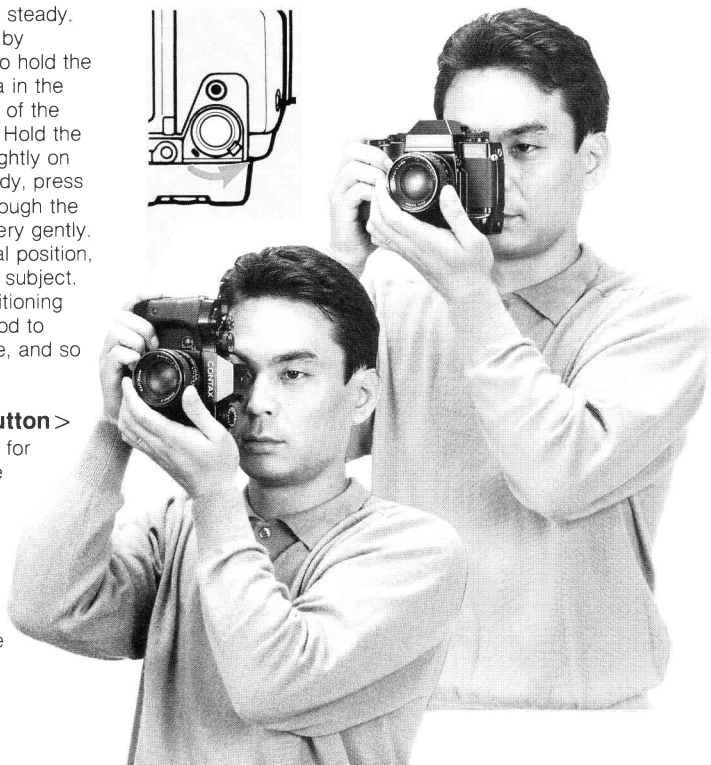 steady.
by
o hold the
in the
of the
Hold the
ghtly on
dy, press
ough the
ery gently.
al position,
subject.
itioning
od to
e, and so
utton >
for
e
e
CONTAX